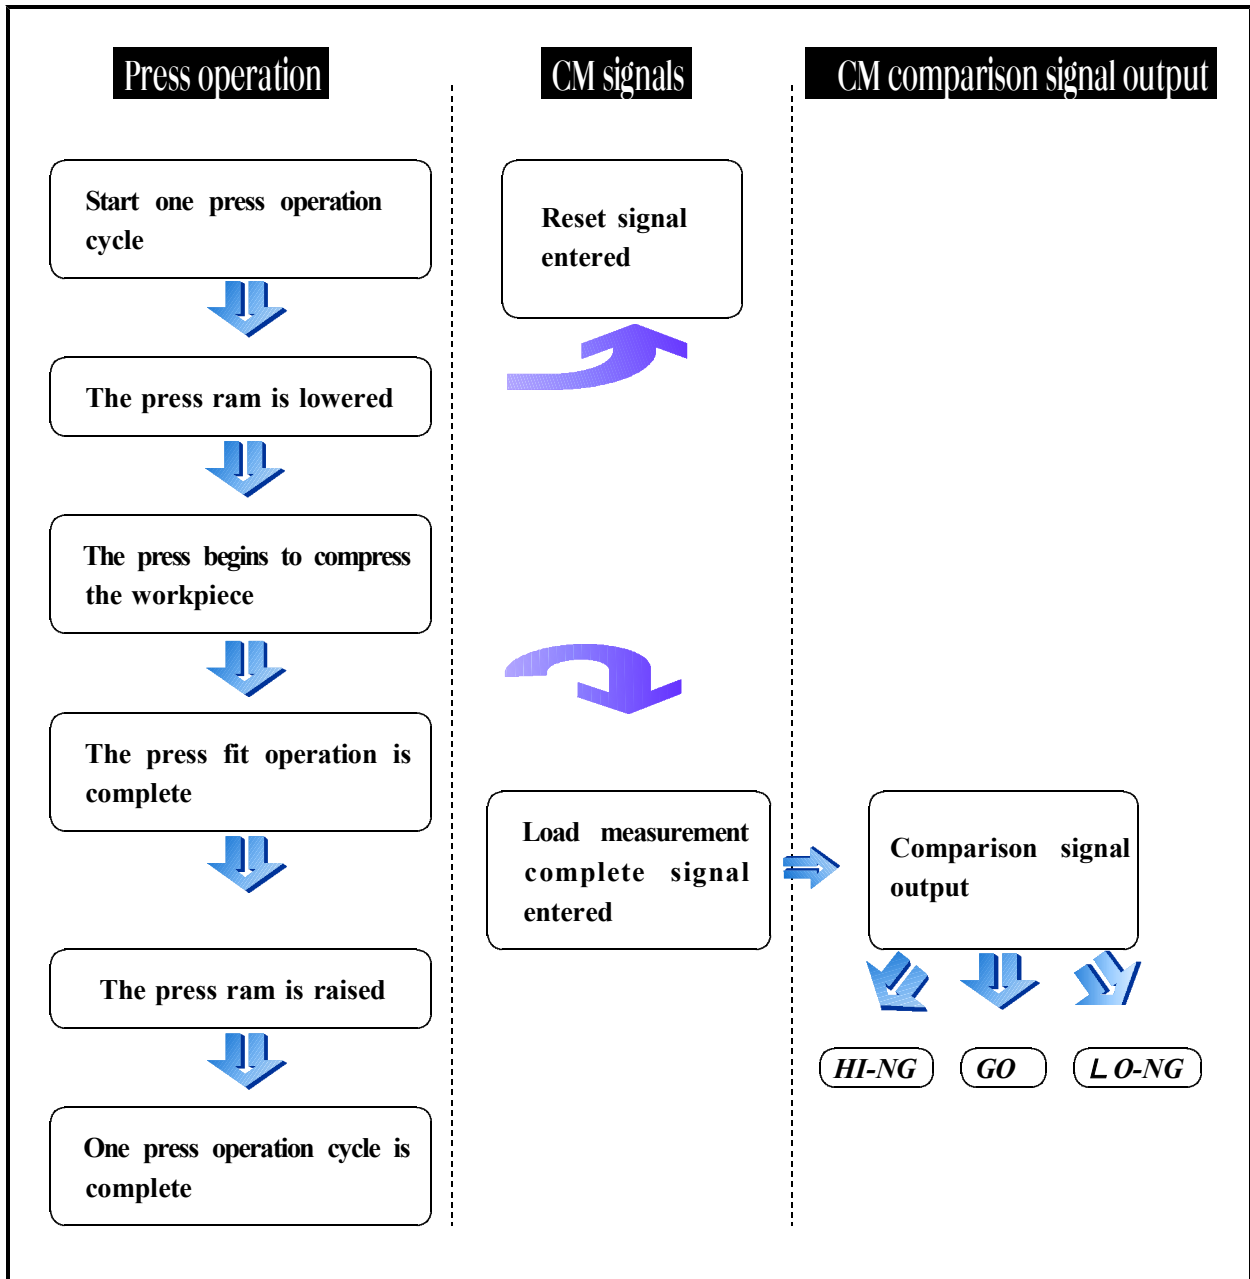 Press operation
CM signals
CM comparison signal output
Start one press operation
cycle
Reset signal
entered
The press ram is lowered
The press begins to compress
the workpiece
The press fit operation is
complete
Load measurement
complete signal
entered
Comparison signal
output
The press ram is raised
HI-NG
GO
LO-NG
One press operation cycle is
complete